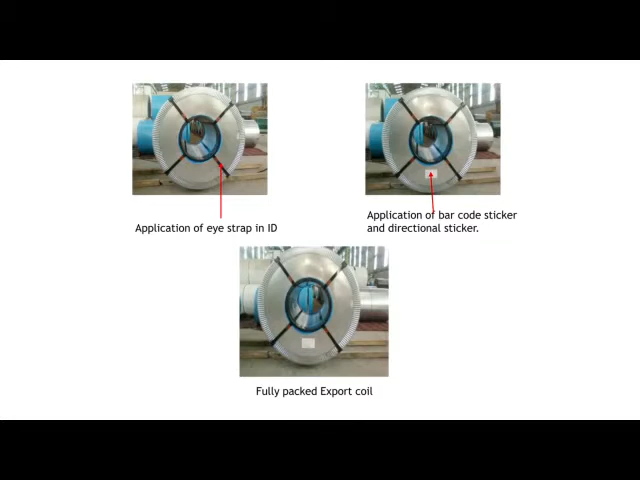 Application of eye strap in ID
Application of bar code sticker
and directional sticker.
Fully packed Export coil